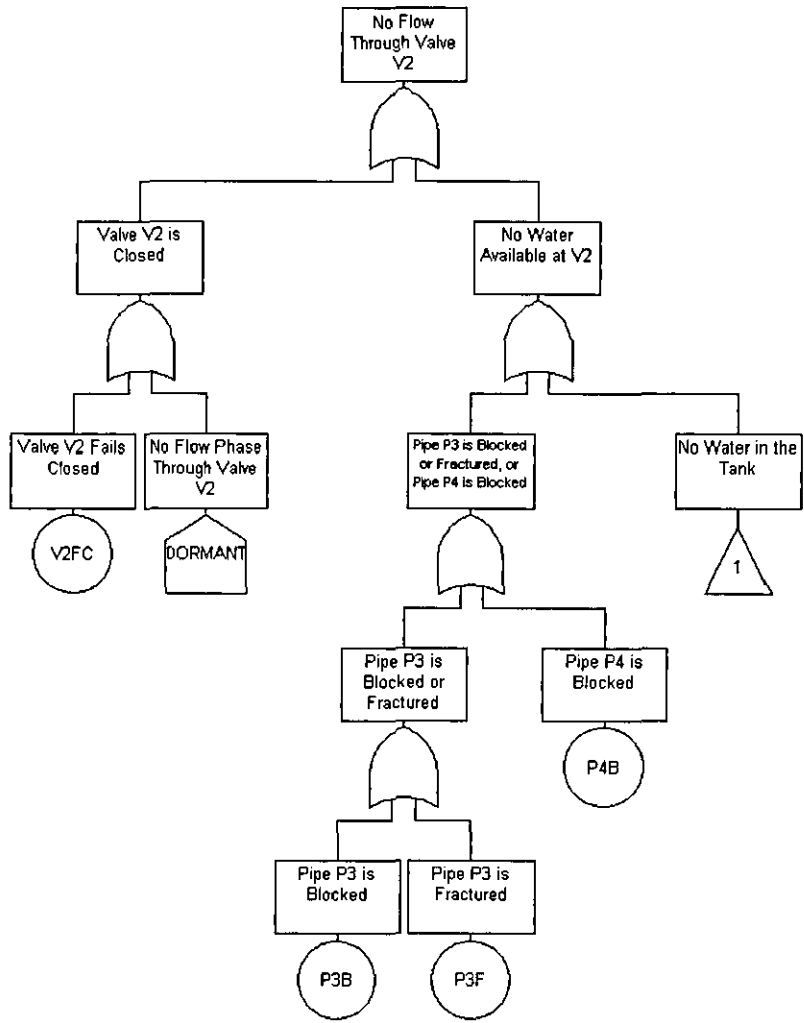 No Flow
Through Valve
V2
Valve V2 is
Closed
No Water
Available at V2
Valve V2 Fails
Closed
No Flow Phase
Through Valve
V2
Pipe P3 is Blocked
or Fractured, or
Pipe P4 is Blocked
No Water in the
Tank
V2FC
DORMANT
1
Pipe P3 is
Blocked or
Fractured
Pipe P4 is
Blocked
P4B
Pipe P3 is
Blocked
Pipe P3 is
Fractured
P3B
P3F